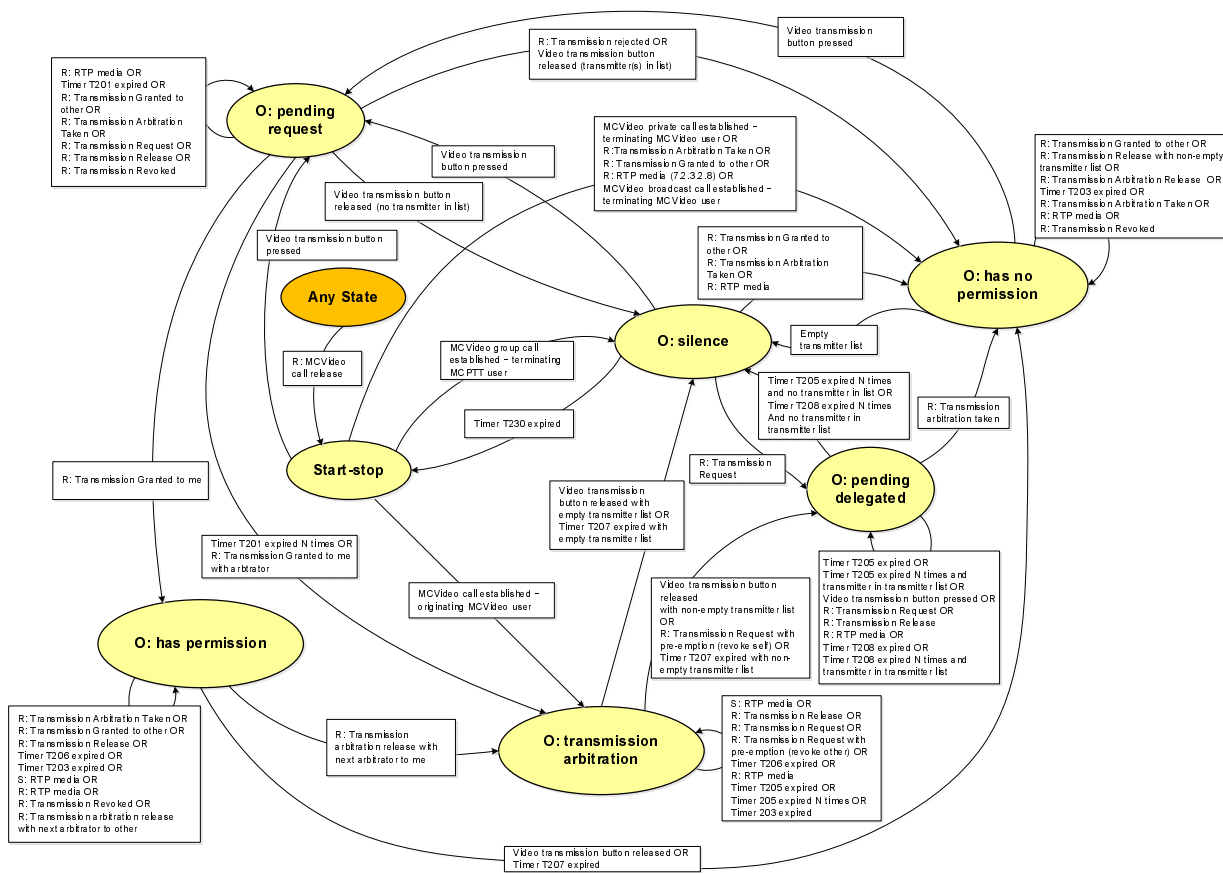 Video transmission
button pressed
R: Transmission rejected OR
Video transmission button
released (transmitter(s) in list)
R: RTP media OR
Timer T201 expired OR
R: Transmission Granted to
other OR
R: Transmission Arbitration
Taken OR
R: Transmission Request OR
R: Transmission Release OR
R: Transmission Revoked
O: pending
request
MCVideo private call established –
terminating MCVideo user OR
R:Transmission Arbitration Taken OR
R: Transmission Granted to other OR
R: RTP media (7.2.3.2.8) OR
MCVideo broadcast call established –
terminating MCVideo user
R: Transmission Granted to other OR
R: Transmission Release with non-empty
transmitter list OR
R: Transmission Arbitration Release OR
Timer T203 expired OR
R: Transmission Arbitration Taken OR
R: RTP media OR
R: Transmission Revoked
Video transmission
button pressed
Video transmission button
released (no transmitter in list)
Video transmission button
pressed
R: Transmission Granted to
other OR
R: Transmission Arbitration
Taken OR
R: RTP media
O: has no
permission
Any State
O: silence
Empty
transmitter list
R: MCVideo
call release
MCVideo group call
established – terminating
MCPTT user
Timer T205 expired N times
and no transmitter in list OR
Timer T208 expired N times
And no transmitter in
transmitter list
R: Transmission
arbitration taken
Timer T230 expired
Start-stop
R: Transmission
Request
O: pending
delegated
R: Transmission Granted to me
Video transmission
button released with
empty transmitter list OR
Timer T207 expired with
empty transmitter list
Timer T201 expired N times OR
R: Transmission Granted to me
with arbtrator
MCVideo call established –
originating MCVideo user
Video transmission button
released
with non-empty transmitter list
OR
R: Transmission Request with
pre-emption (revoke self) OR
Timer T207 expired with non-
empty transmitter list
Timer T205 expired OR
Timer T205 expired N times and
transmitter in transmitter list OR
Video transmission button pressed OR
R: Transmission Request OR
R: Transmission Release
R: RTP media OR
Timer T208 expired OR
Timer T208 expired N times and
transmitter in transmitter list
O: has permission
R: Transmission Arbitration Taken OR
R: Transmission Granted to other OR
R: Transmission Release OR
Timer T206 expired OR
Timer T203 expired OR
S: RTP media OR
R: RTP media OR
R: Transmission Revoked OR
R: Transmission arbitration release
with next arbitrator to other
R: Transmission
arbitration release with
next arbitrator to me
O: transmission
arbitration
S: RTP media OR
R: Transmission Release OR
R: Transmission Request OR
R: Transmission Request with
pre-emption (revoke other) OR
Timer T206 expired OR
R: RTP media
Timer T205 expired OR
Timer 205 expired N times OR
Timer 203 expired
Video transmission button released OR
Timer T207 expired